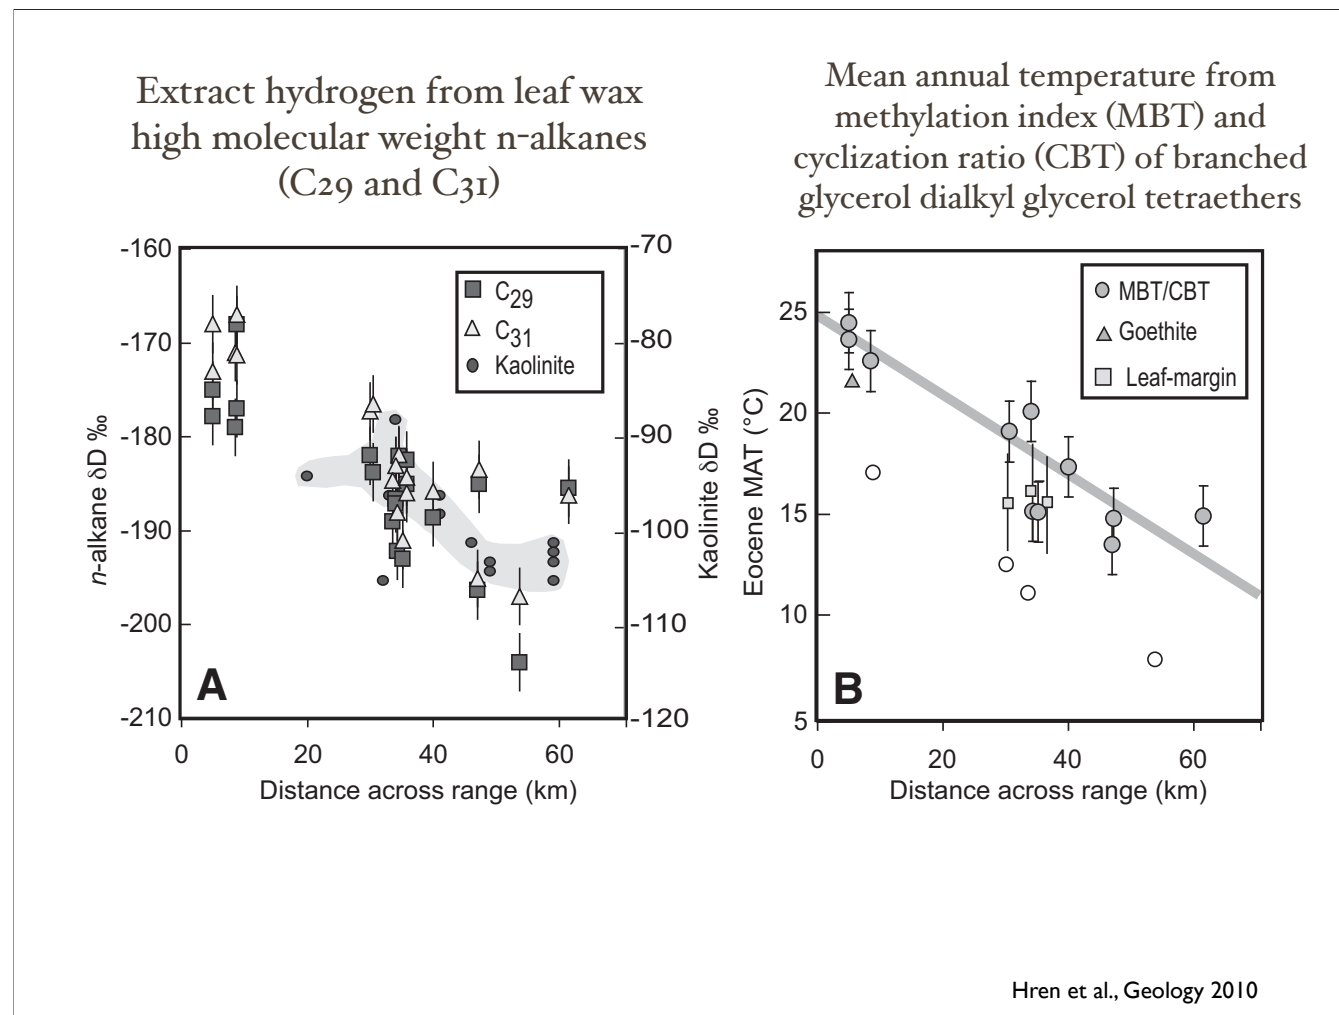 Extract hydrogen from leaf wax
high molecular weight n-alkanes
(C29 and C31)
Mean annual temperature from
methylation index (MBT) and
cyclization ratio (CBT) of branched
glycerol dialkyl glycerol tetraethers
-160
-170
-180
-190
-200
-210
n-alkane δD ‰
C29
C31
Kaolinite
A
-70
-80
-90
-100
-110
-120
Kaolinite δD ‰
0 20 40 60
Distance across range (km)
25
20
15
10
5
Eocene MAT (°C)
MBT/CBT
Goethite
Leaf-margin
B
0 20 40 60
Distance across range (km)
Hren et al., Geology 2010